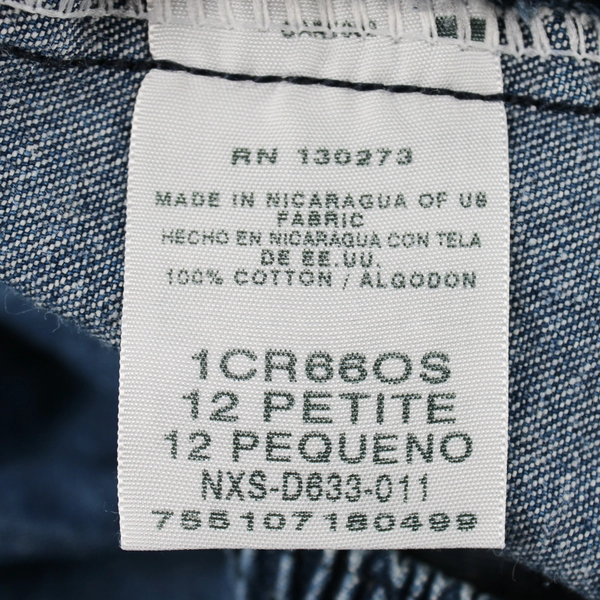 RN 130273
MADE IN NICARAGUA OF US
FABRIC
HECHO EN NICARAGUA CON TELA
DE EE.UU.
100% COTTON / ALGODON
1CR66OS
12 PETITE
12 PEQUENO
NXS-D633-011
755107180499